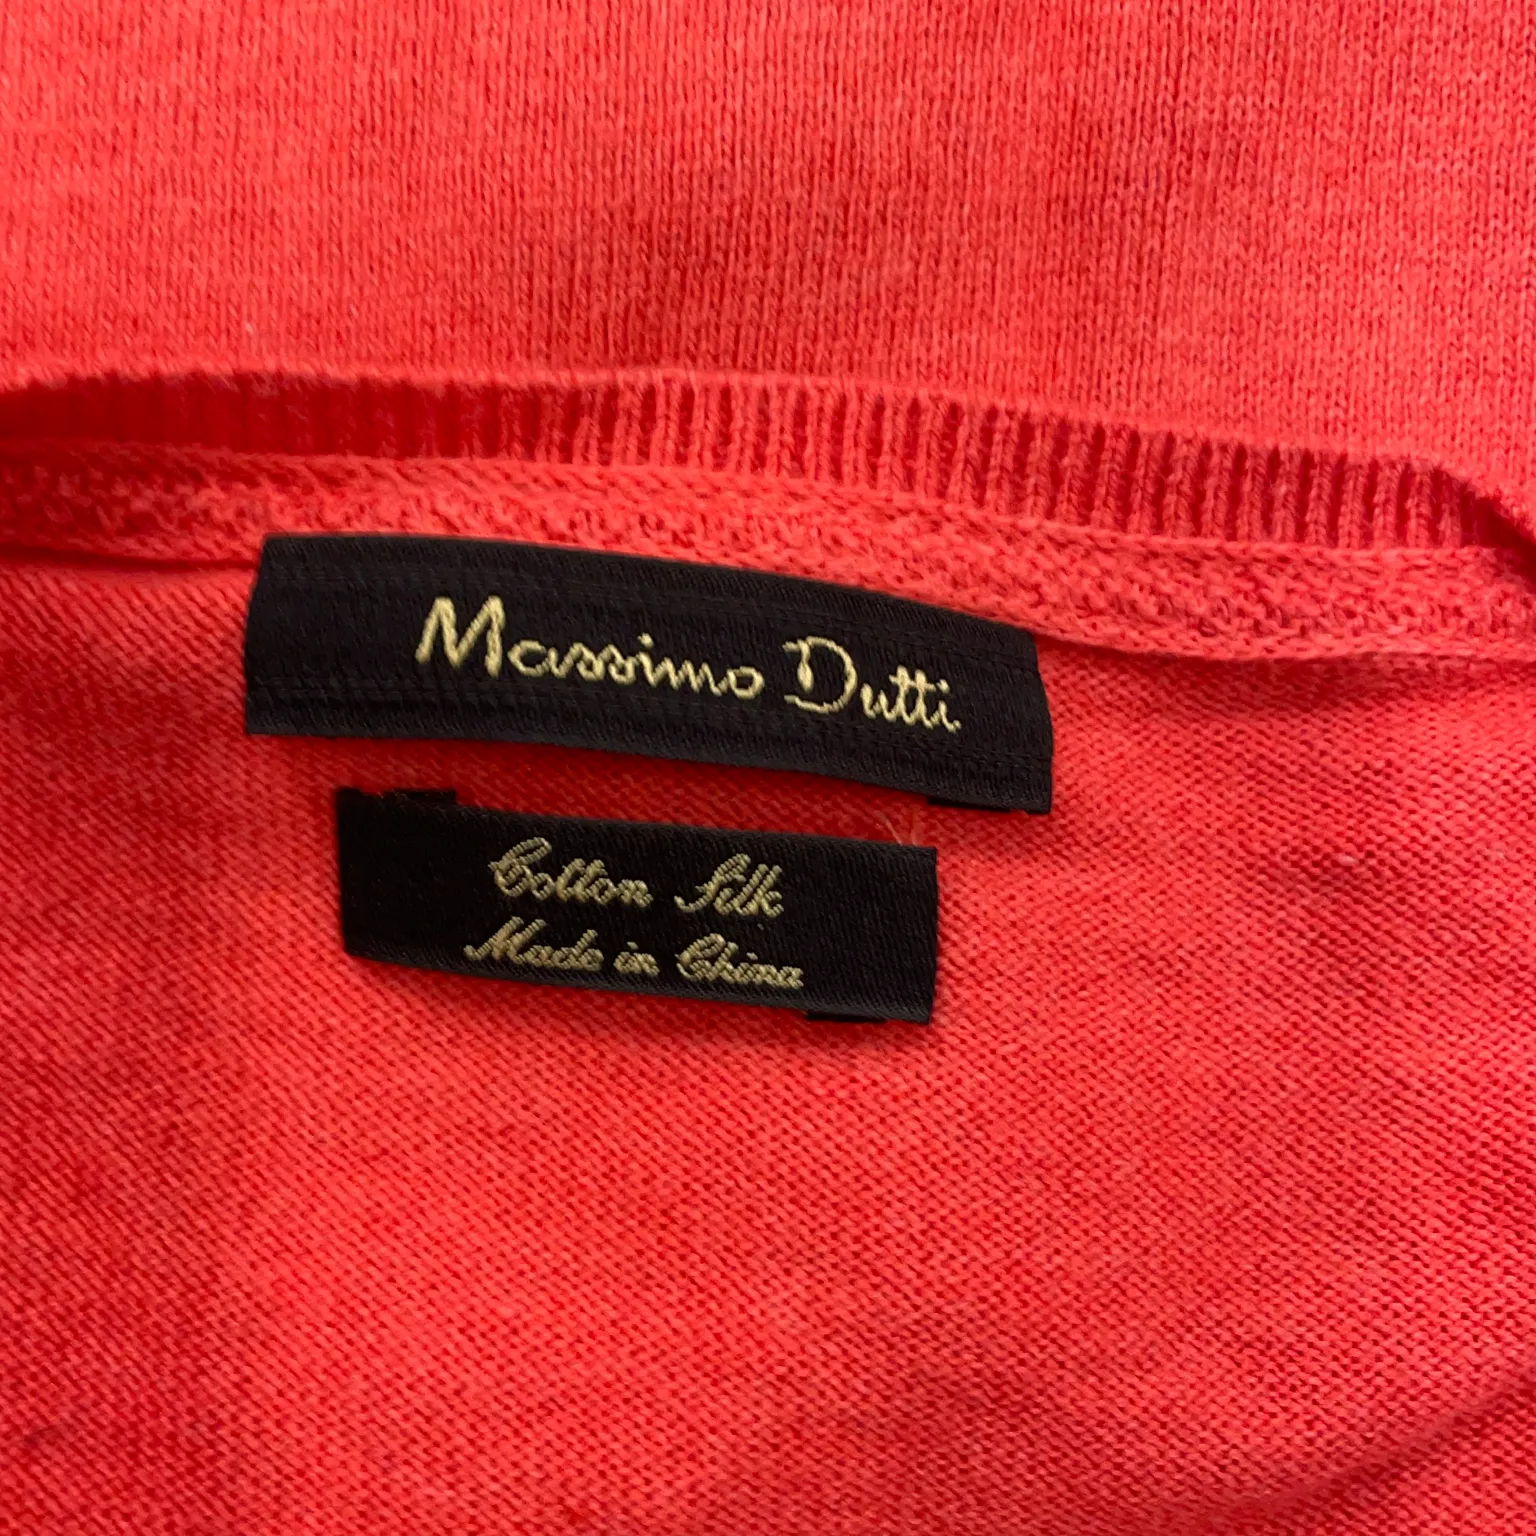 Massimo Dutti
Cotton Silk
Made in China